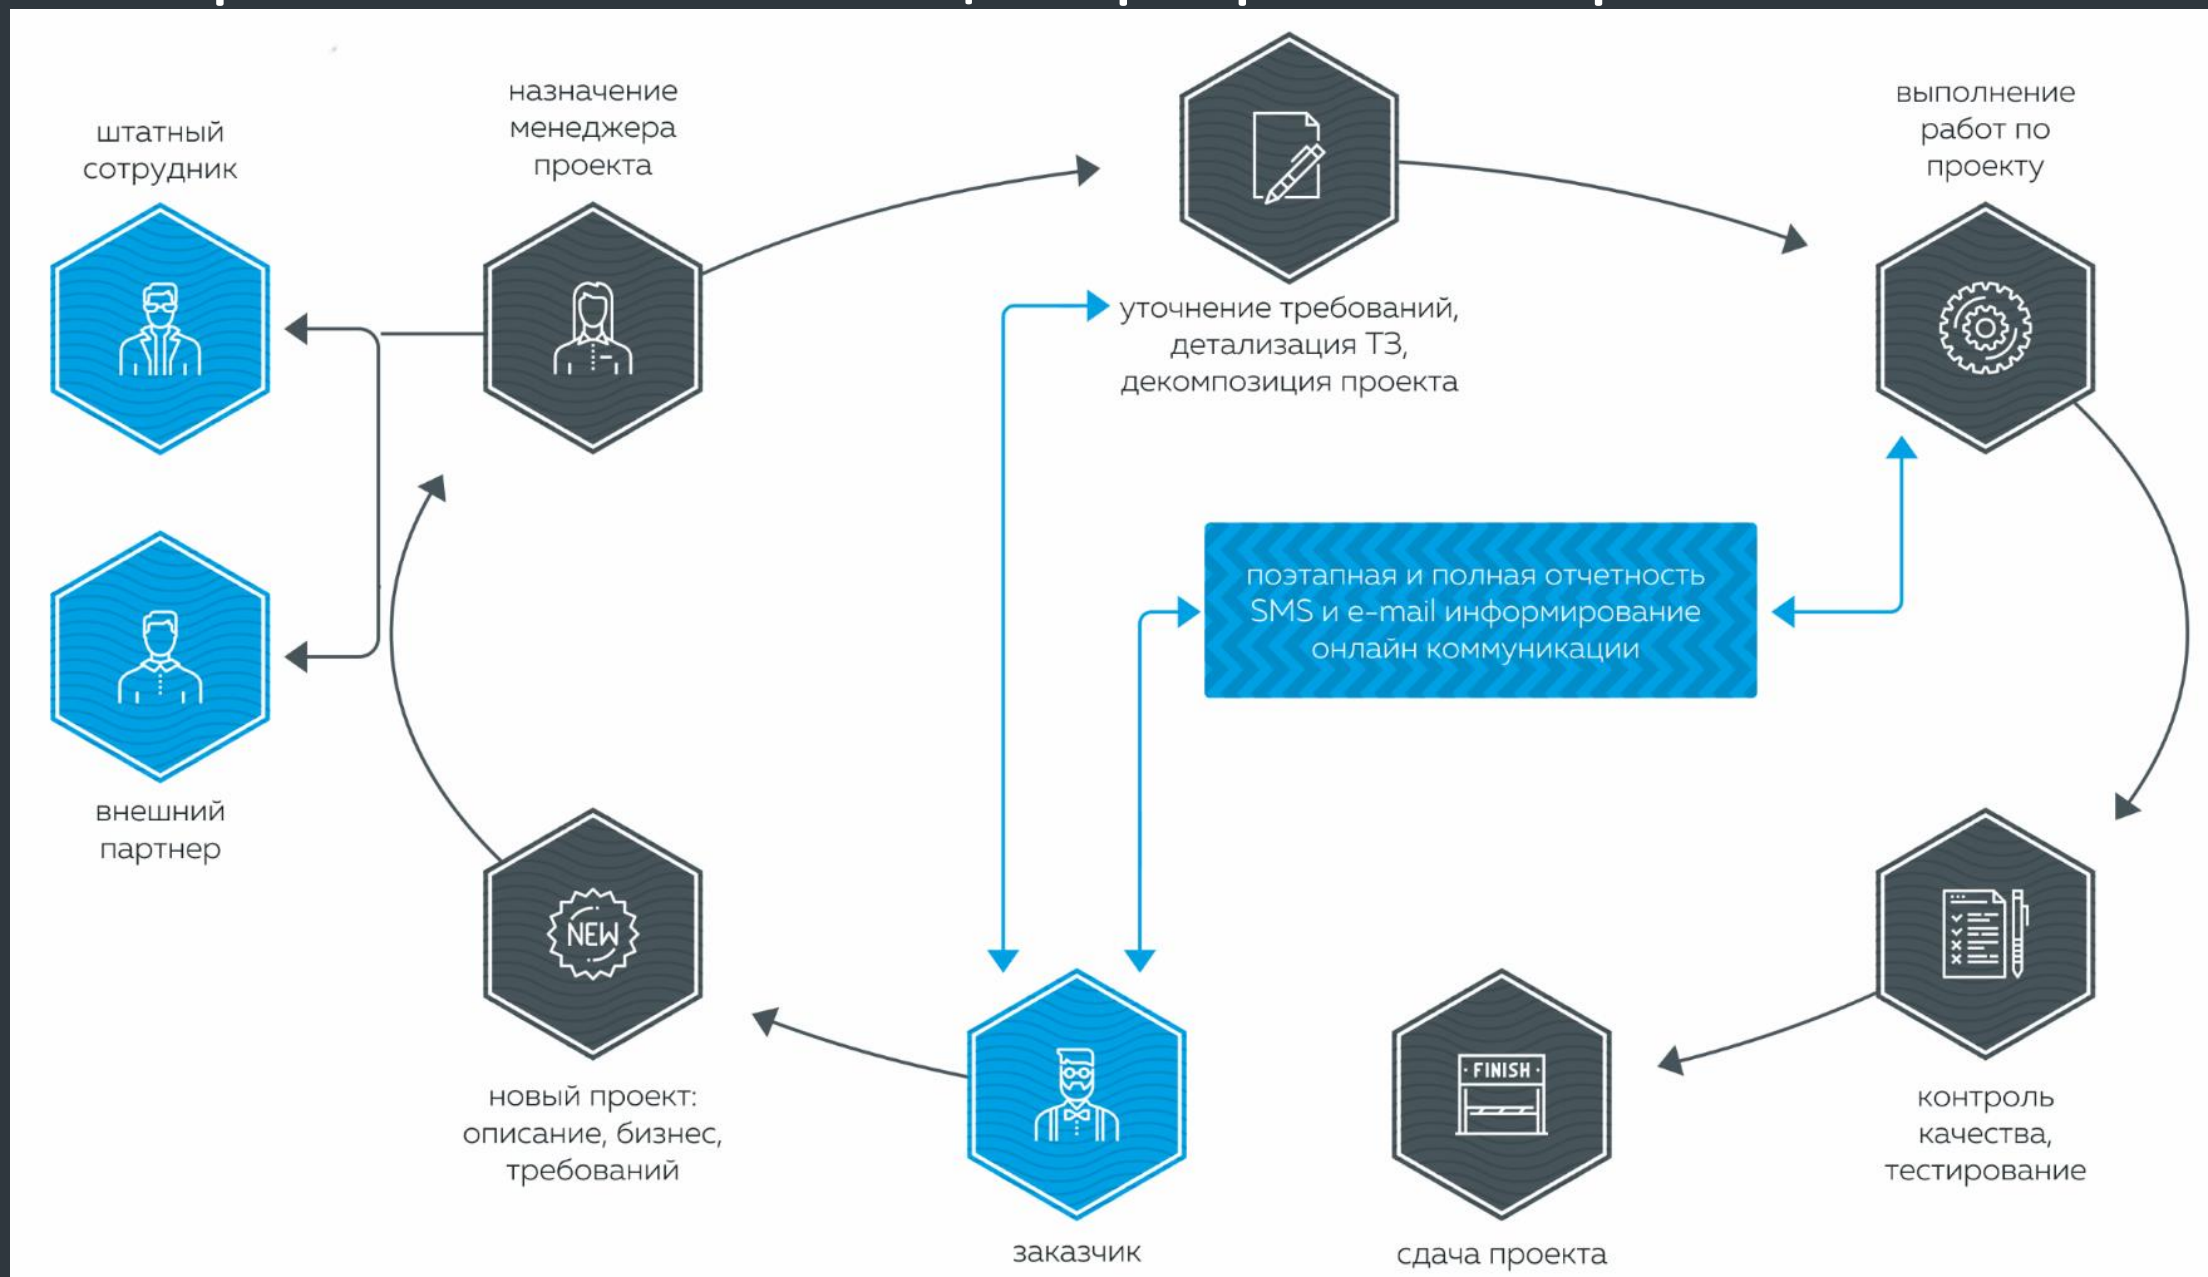 штатный
сотрудник
назначение
менеджера
проекта
выполнение
работ по
проекту
уточнение требований,
детализация ТЗ,
декомпозиция проекта
поэтапная и полная отчетность
SMS и e-mail информирование
онлайн коммуникации
внешний
партнер
NEW
новый проект:
описание, бизнес,
требований
заказчик
· FINISH ·
сдача проекта
контроль
качества,
тестирование